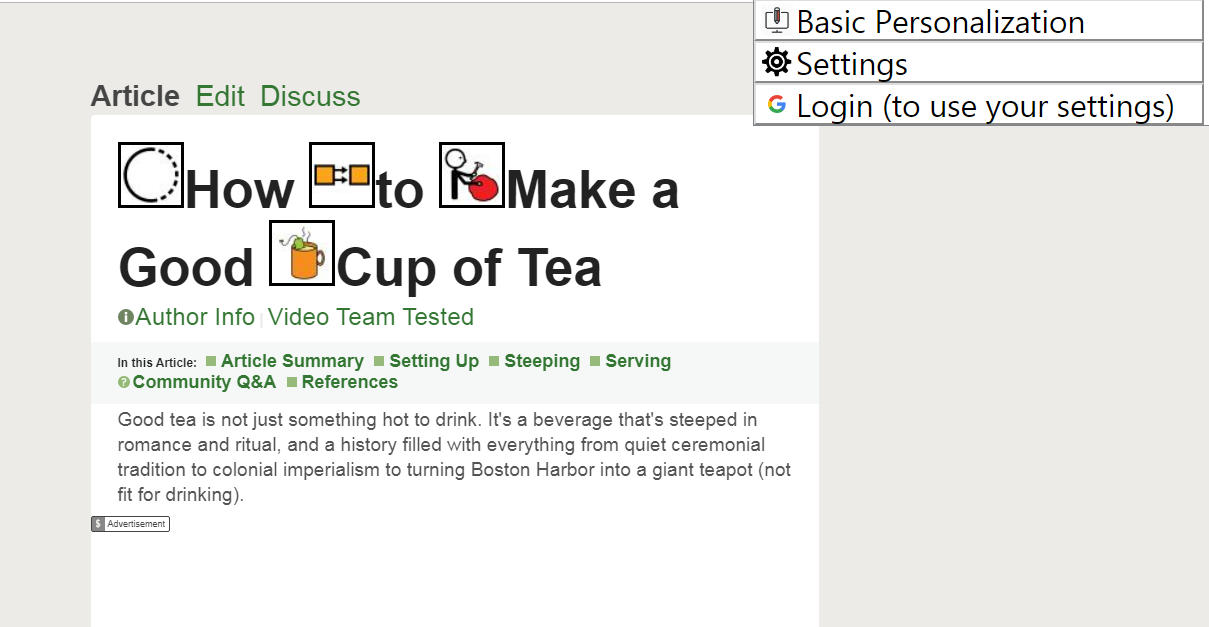 Basic Personalization
Settings
Login (to use your settings)
Article Edit Discuss
How to Make a
Good Cup of Tea
Author Info Video Team Tested
In this Article: Article Summary Setting Up Steeping Serving
Community Q&A References
Good tea is not just something hot to drink. It's a beverage that's steeped in
romance and ritual, and a history filled with everything from quiet ceremonial
tradition to colonial imperialism to turning Boston Harbor into a giant teapot (not
fit for drinking).
$ Advertisement